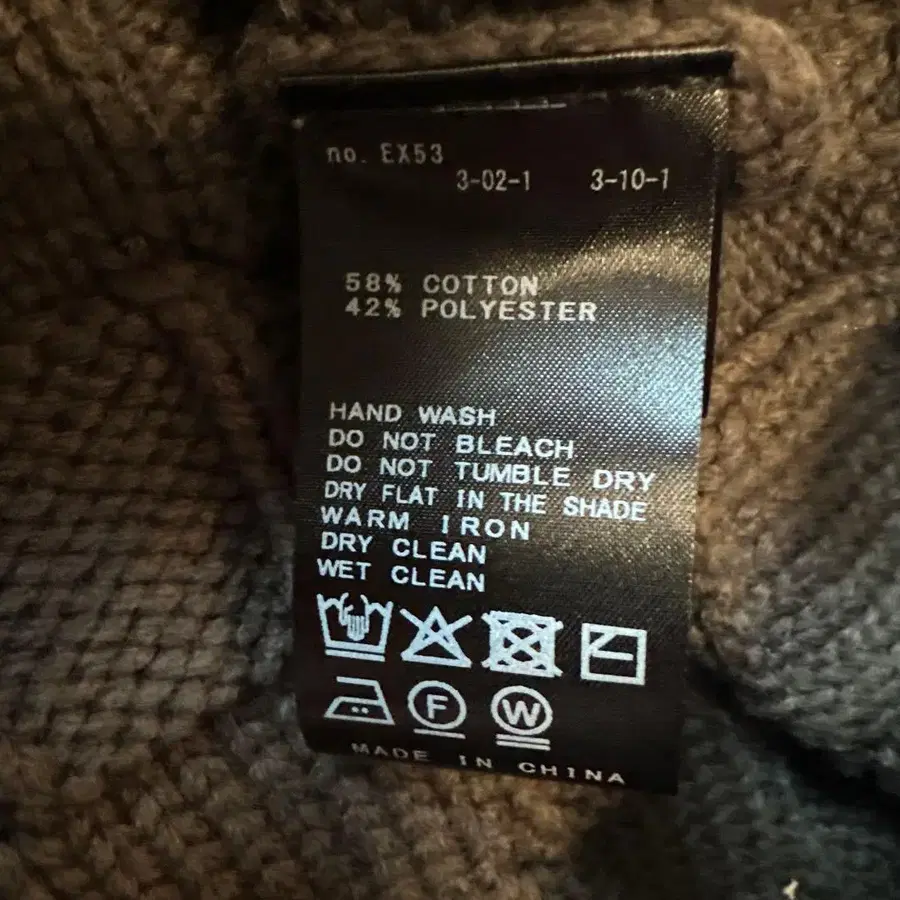 no. EX53
3-02-1 3-10-1
58% COTTON
42% POLYESTER
HAND WASH
DO NOT BLEACH
DO NOT TUMBLE DRY
DRY FLAT IN THE SHADE
WARM IRON
DRY CLEAN
WET CLEAN
F W
MADE IN CHINA